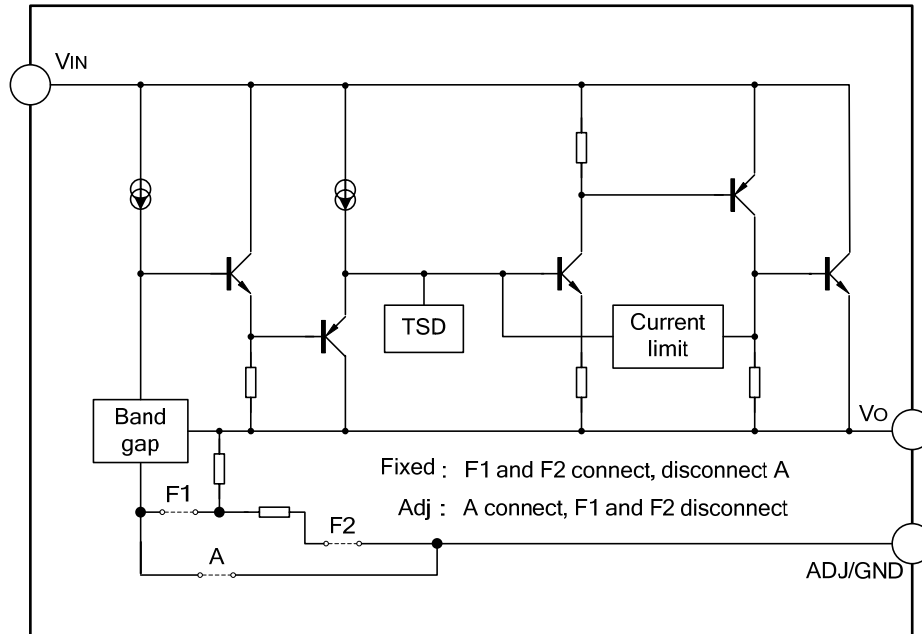 VIN
TSD
Current
limit
Band
gap
VO
Fixed : F1 and F2 connect, disconnect A
F1
Adj : A connect, F1 and F2 disconnect
F2
A
ADJ/GND